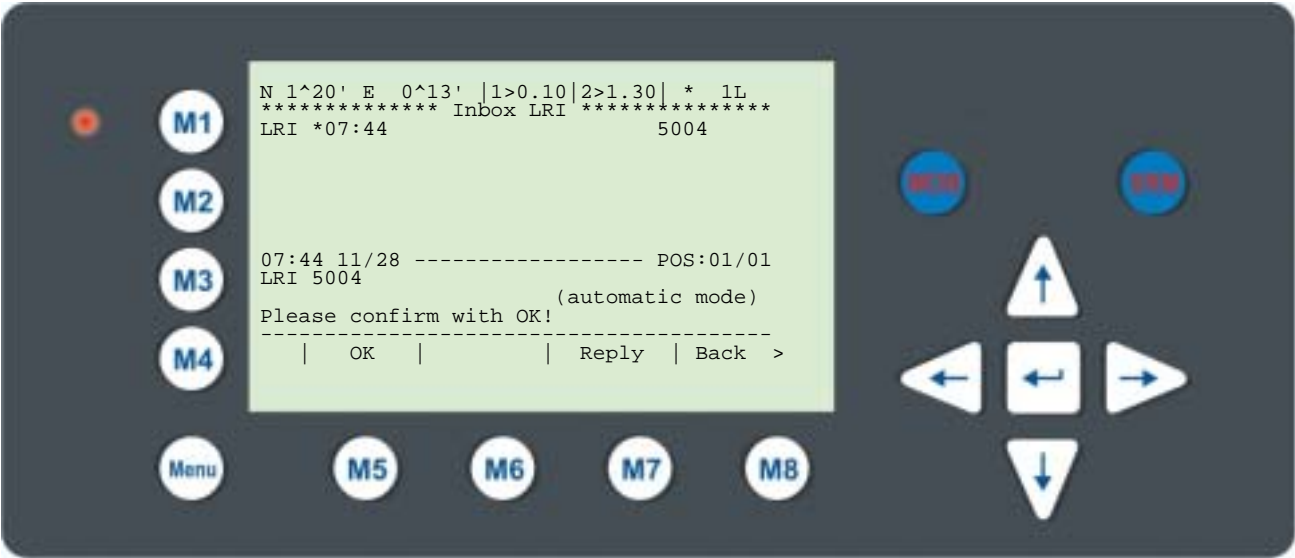 N 1^20' E  0^13' |1>0.10|2>1.30| *  1L
************** Inbox LRI ***************
LRI *07:44                     5004
07:44 11/28 ------------------ POS:01/01
LRI 5004
(automatic mode)
Please confirm with OK!
----------------------------------------
|   OK   |         |  Reply  | Back  >
M1
M2
M3
M4
Menu
M5
M6
M7
M8